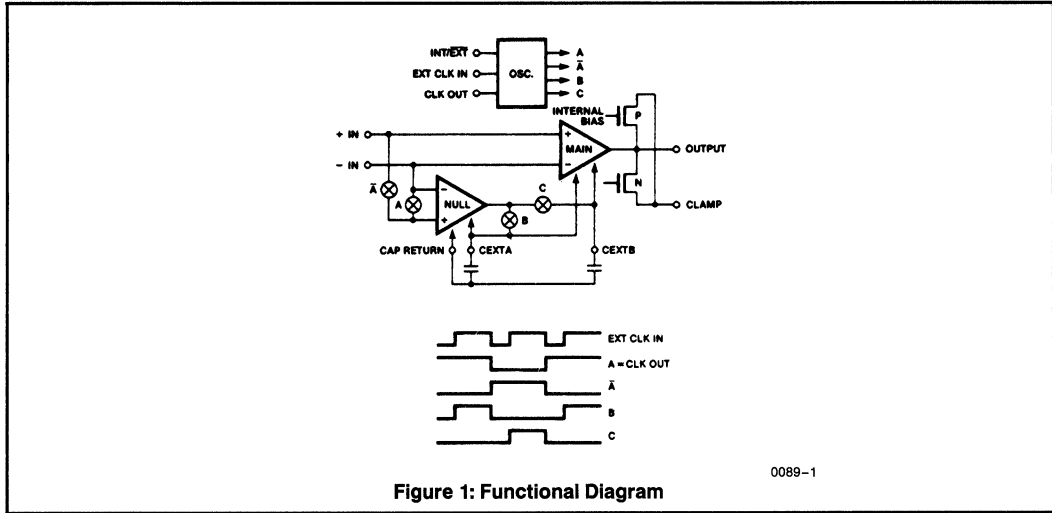 INT/EXT
EXT CLK IN
CLK OUT
OSC.
A
Ā
B
C
INTERNAL
BIAS
P
+ IN
- IN
+
-
MAIN
OUTPUT
N
CLAMP
Ā
A
-
+
NULL
C
B
CAP RETURN
CEXTA
CEXTB
EXT CLK IN
A = CLK OUT
Ā
B
C
0089-1
Figure 1: Functional Diagram